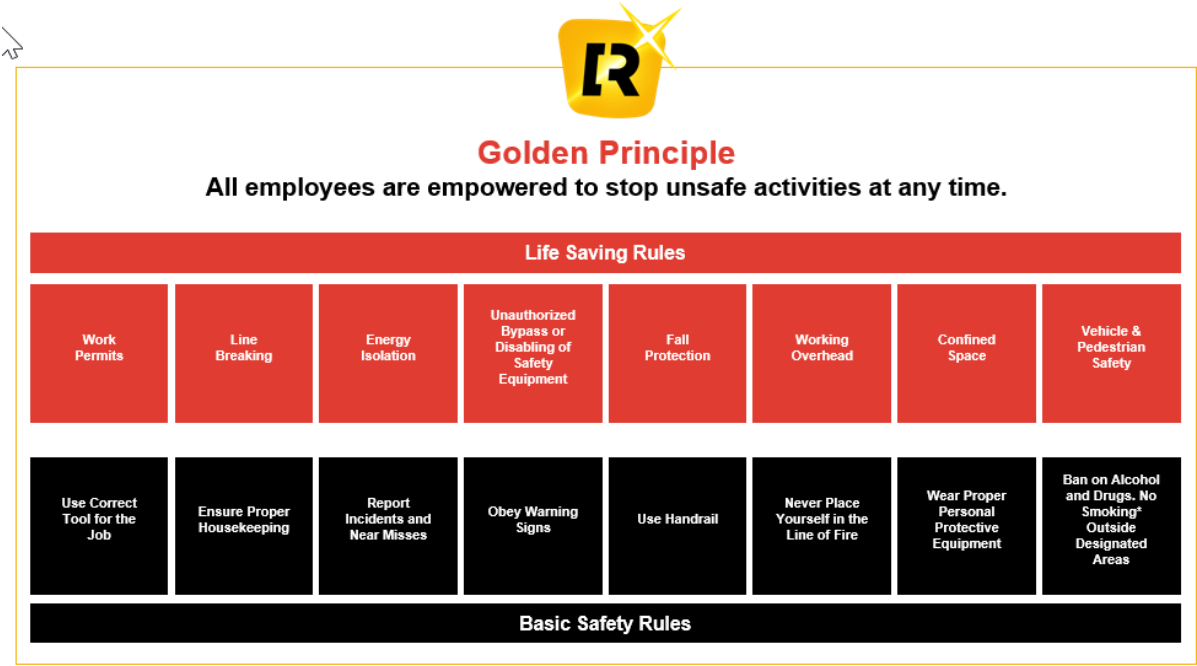 R
Golden Principle
All employees are empowered to stop unsafe activities at any time.
Life Saving Rules
Work
Permits
Line
Breaking
Energy
Isolation
Unauthorized
Bypass or
Disabling of
Safety
Equipment
Fall
Protection
Working
Overhead
Confined
Space
Vehicle &
Pedestrian
Safety
Use Correct
Tool for the
Job
Ensure Proper
Housekeeping
Report
Incidents and
Near Misses
Obey Warning
Signs
Use Handrail
Never Place
Yourself in the
Line of Fire
Wear Proper
Personal
Protective
Equipment
Ban on Alcohol
and Drugs. No
Smoking*
Outside
Designated
Areas
Basic Safety Rules